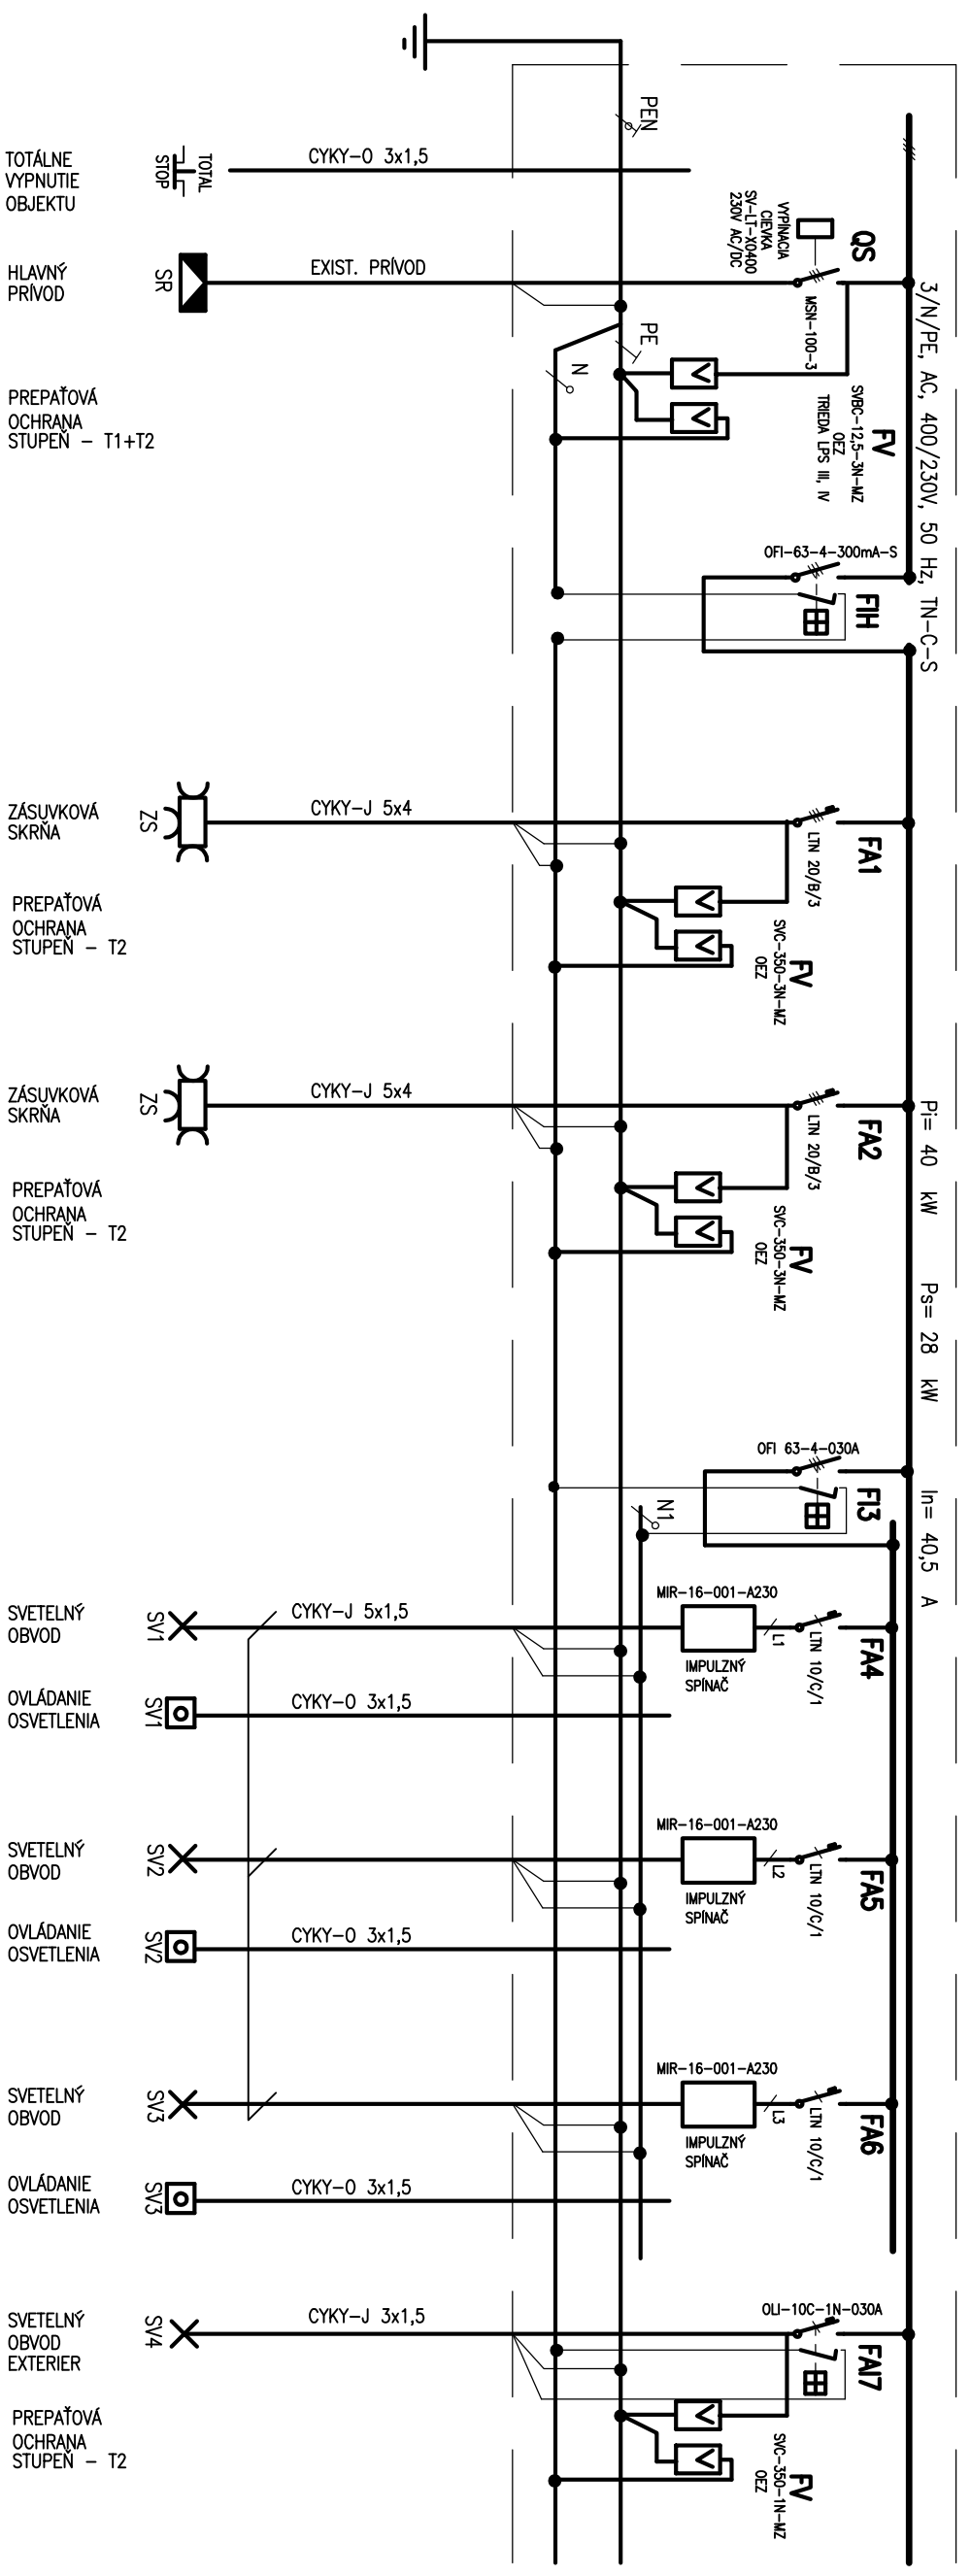 PEN
CYKY-O 3x1,5
TOTAL
STOP
TOTÁLNE
VYPNUTIE
OBJEKTU
QS
VYPÍNACIA
CIEVKA
SV-LT-X0400
230V AC/DC
MSN-100-3
3/N/PE, AC, 400/230V, 50 Hz, TN-C-S
EXIST. PRÍVOD
SR
HLAVNÝ
PRÍVOD
PE
N
FV
SVBC-12,5-3N-MZ
OEZ
TRIEDA LPS III, IV
PREPAŤOVÁ
OCHRANA
STUPEŇ - T1+T2
OFI-63-4-300mA-S
FIH
CYKY-J 5x4
ZS
ZÁSUVKOVÁ
SKRŇA
FA1
LTN 20/B/3
FV
SVC-350-3N-MZ
OEZ
PREPAŤOVÁ
OCHRANA
STUPEŇ - T2
CYKY-J 5x4
ZS
ZÁSUVKOVÁ
SKRŇA
FA2
LTN 20/B/3
Pi= 40 kW Ps= 28 kW In= 40,5 A
FV
SVC-350-3N-MZ
OEZ
PREPAŤOVÁ
OCHRANA
STUPEŇ - T2
OFI 63-4-030A
FI3
N1
MIR-16-001-A230
CYKY-J 5x1,5
SV1
SVETELNÝ
OBVOD
L1
LTN 10/C/1
FA4
IMPULZNÝ
SPÍNAČ
CYKY-O 3x1,5
SV1
OVLÁDANIE
OSVETLENIA
MIR-16-001-A230
SV2
SVETELNÝ
OBVOD
L2
LTN 10/C/1
FA5
IMPULZNÝ
SPÍNAČ
CYKY-O 3x1,5
SV2
OVLÁDANIE
OSVETLENIA
MIR-16-001-A230
SV3
SVETELNÝ
OBVOD
L3
LTN 10/C/1
FA6
IMPULZNÝ
SPÍNAČ
CYKY-O 3x1,5
SV3
OVLÁDANIE
OSVETLENIA
OLI-10C-1N-030A
FAI7
CYKY-J 3x1,5
SV4
SVETELNÝ
OBVOD
EXTERIER
FV
SVC-350-1N-MZ
OEZ
PREPAŤOVÁ
OCHRANA
STUPEŇ - T2